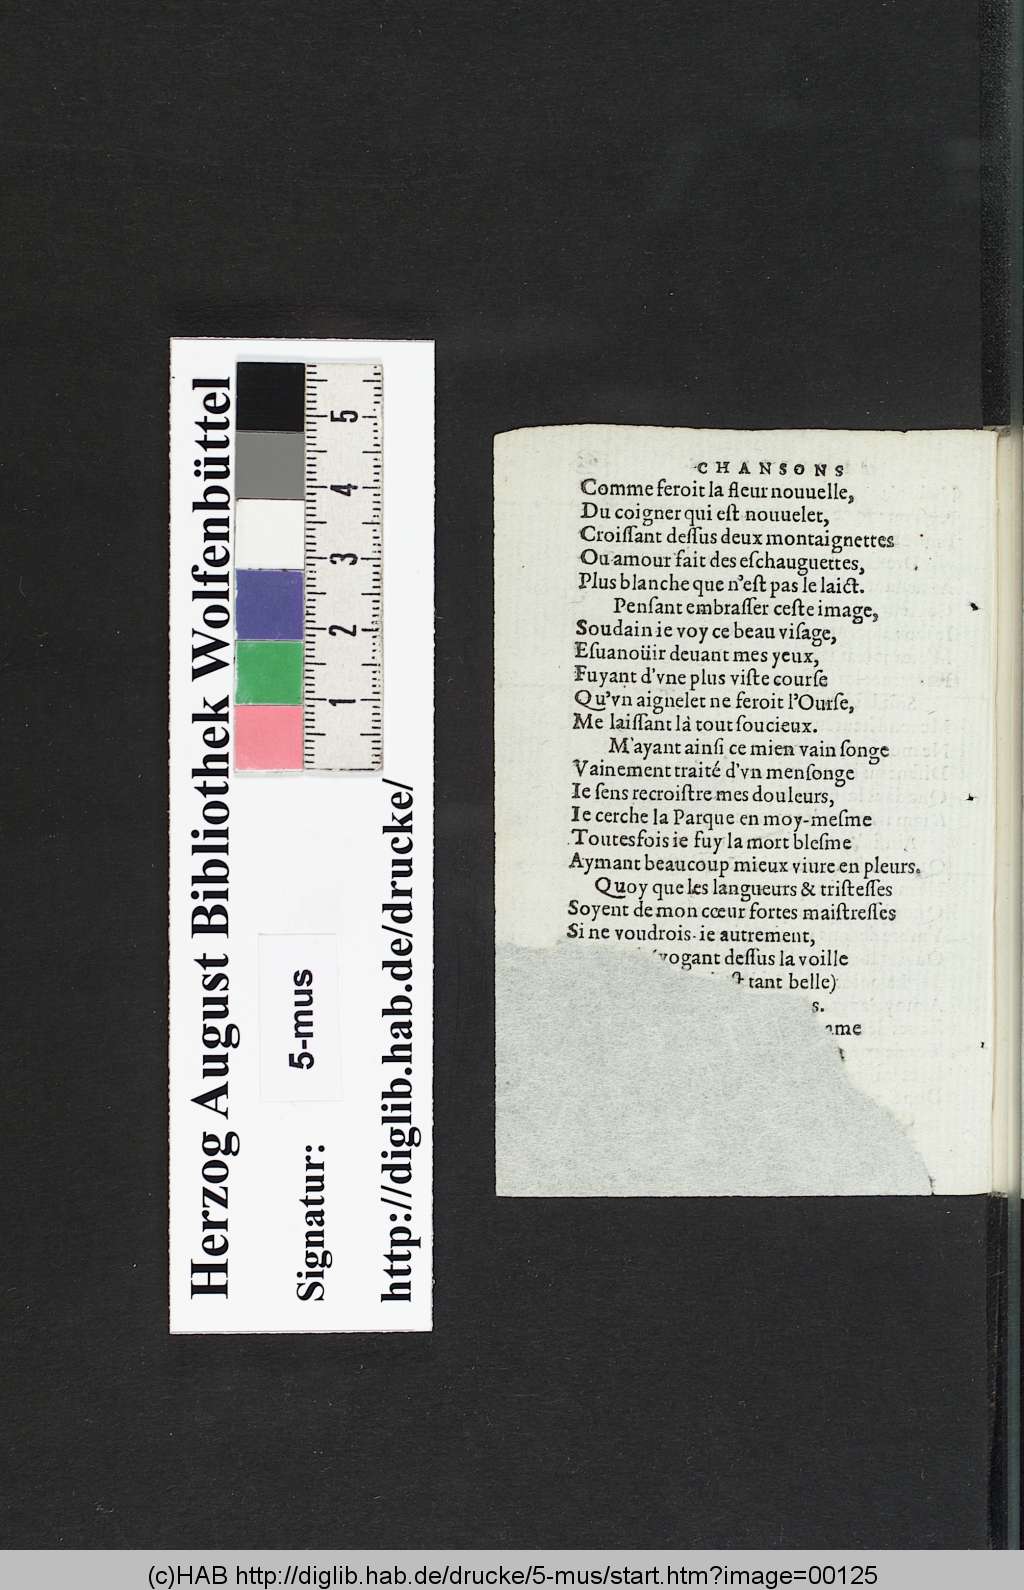 Herzog August Bibliothek Wolfenbüttel
5 4 3 2 1
Signatur: 5-mus
http://diglib.hab.de/drucke/
CHANSONS
Comme feroit la fleur nouuelle,
Du coigner qui eſt nouuelet,
Croiſſant deſſus deux montaignettes
Ou amour fait des eſchauguettes,
Plus blanche que n'eſt pas le laict.
Penſant embraſſer ceſte image,
Soudain ie voy ce beau viſage,
Eſuanoüir deuant mes yeux,
Fuyant d'vne plus viſte courſe
Qu'vn aignelet ne feroit l'Ourſe,
Me laiſſant là tout ſoucieux.
M'ayant ainſi ce mien vain ſonge
Vainement traité d'vn menſonge
Ie ſens recroiſtre mes douleurs,
Ie cerche la Parque en moy-meſme
Toutesfois ie fuy la mort bleſme
Aymant beaucoup mieux viure en pleurs.
Quoy que les langueurs & triſteſſes
Soyent de mon cœur fortes maiſtreſſes
Si ne voudrois-ie autrement,
vogant deſſus la voille
tant belle)
s.
ame
(c)HAB http://diglib.hab.de/drucke/5-mus/start.htm?image=00125